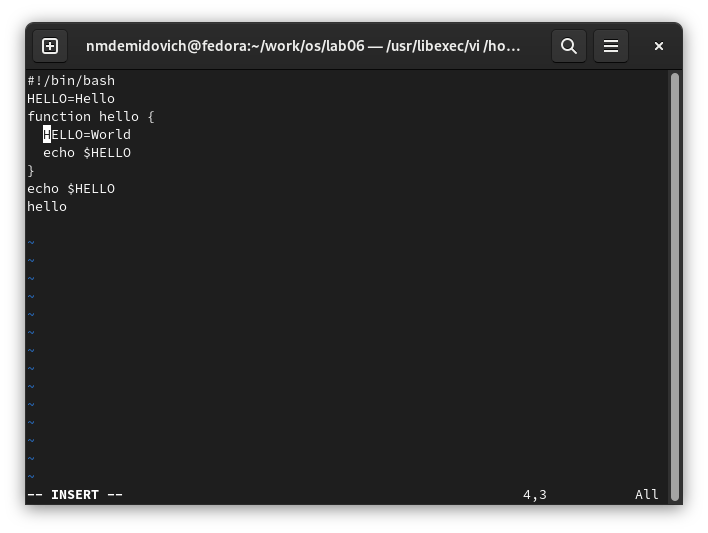 nmdemidovich@fedora:~/work/os/lab06 — /usr/libexec/vi /ho…
#!/bin/bash
HELLO=Hello
function hello {
  HELLO=World
  echo $HELLO
}
echo $HELLO
hello

~
~
~
~
~
~
~
~
~
~
~
~
~
~
-- INSERT -- 4,3 All